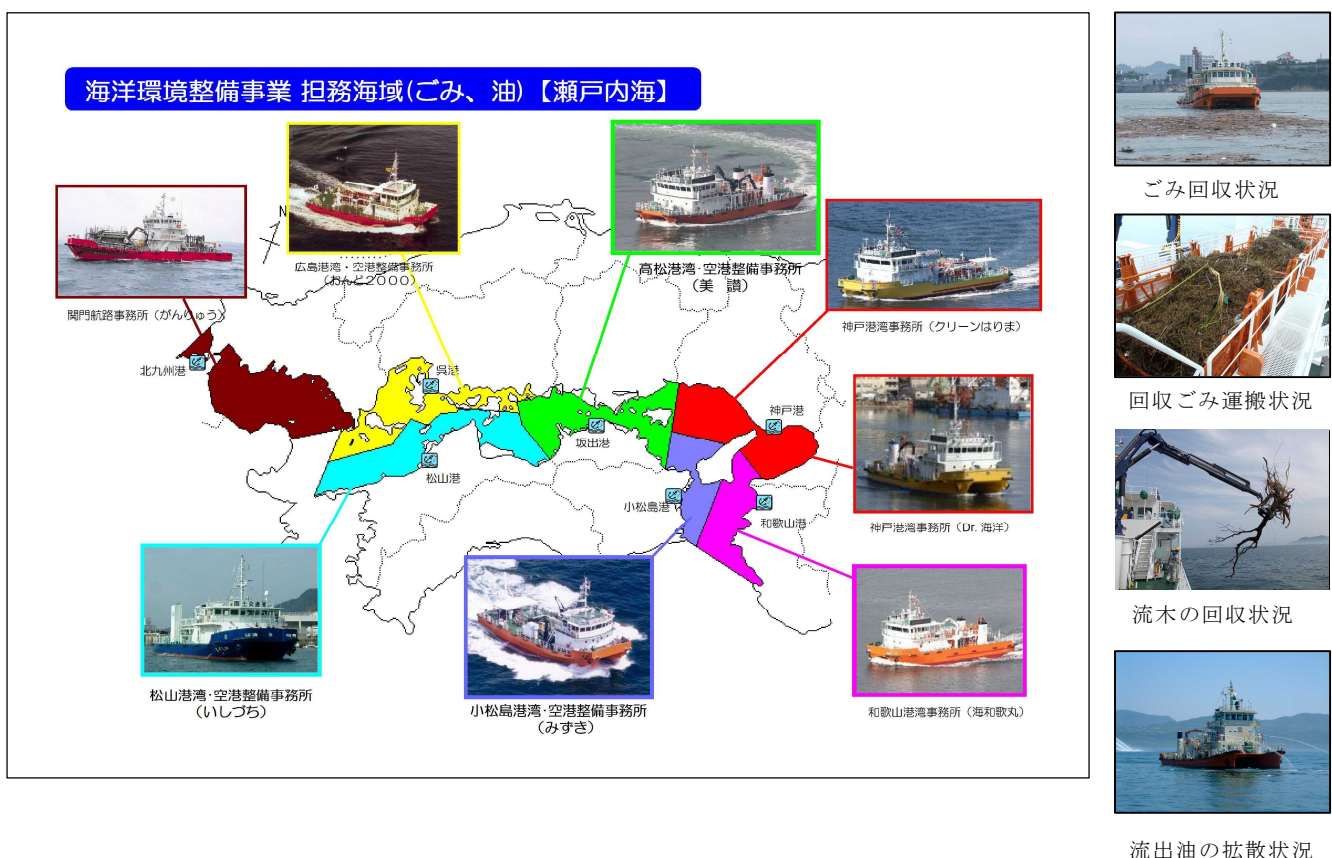 海洋環境整備事業 担務海域(ごみ、油)【瀬戸内海】
N
関門航路事務所（がんりゅう）
広島港湾・空港整備事務所
（おんど２０００）
高松港湾･空港整備事務所
（美　讃）
神戸港湾事務所（クリーンはりま）
北九州港
呉港
松山港
坂出港
神戸港
小松島港
和歌山港
神戸港湾事務所（Dr. 海洋）
松山港湾･空港整備事務所
（いしづち）
小松島港湾･空港整備事務所
（みずき）
和歌山港湾事務所（海和歌丸）
ごみ回収状況
回収ごみ運搬状況
流木の回収状況
流出油の拡散状況